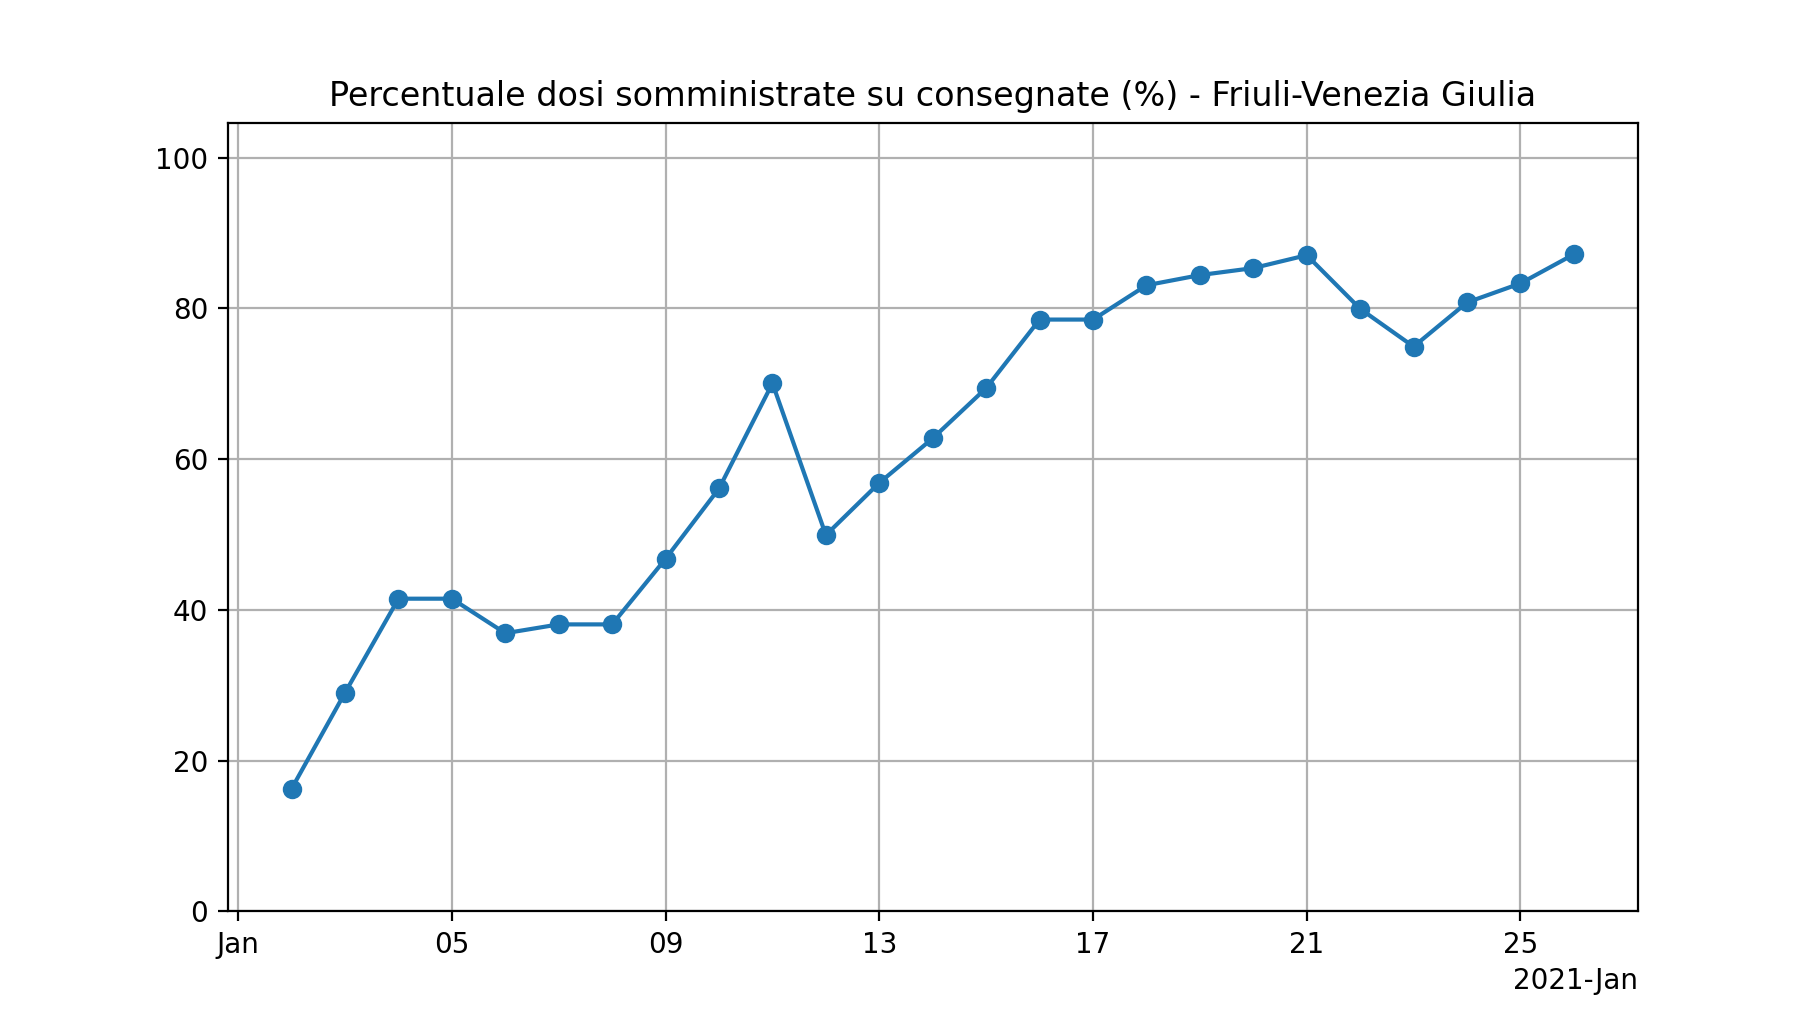 Percentuale dosi somministrate su consegnate (%) - Friuli-Venezia Giulia
100
80
60
40
20
0
Jan 05 09 13 17 21 25
2021-Jan